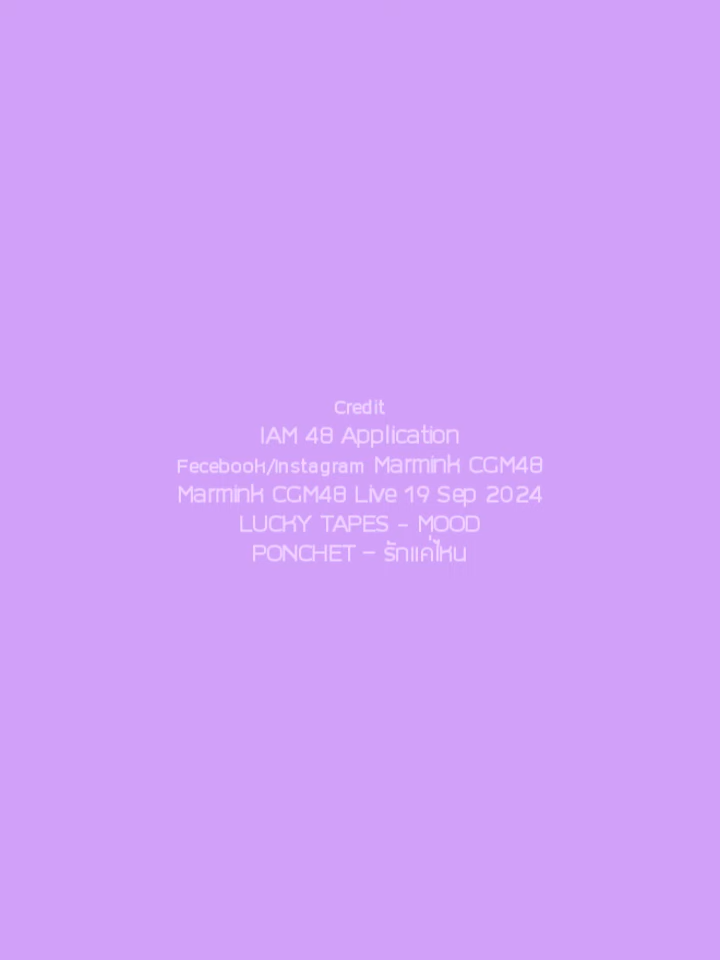 Credit
IAM 48 Application
Fecebook/Instagram Marmink CGM48
Marmink CGM48 Live 19 Sep 2024
LUCKY TAPES - MOOD
PONCHET – รักแค่ไหน